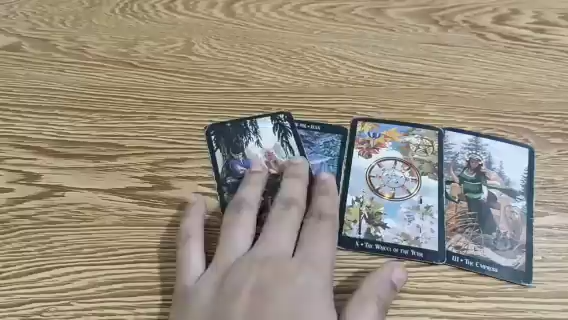 X • The Wheel of the Year
III • The Empress